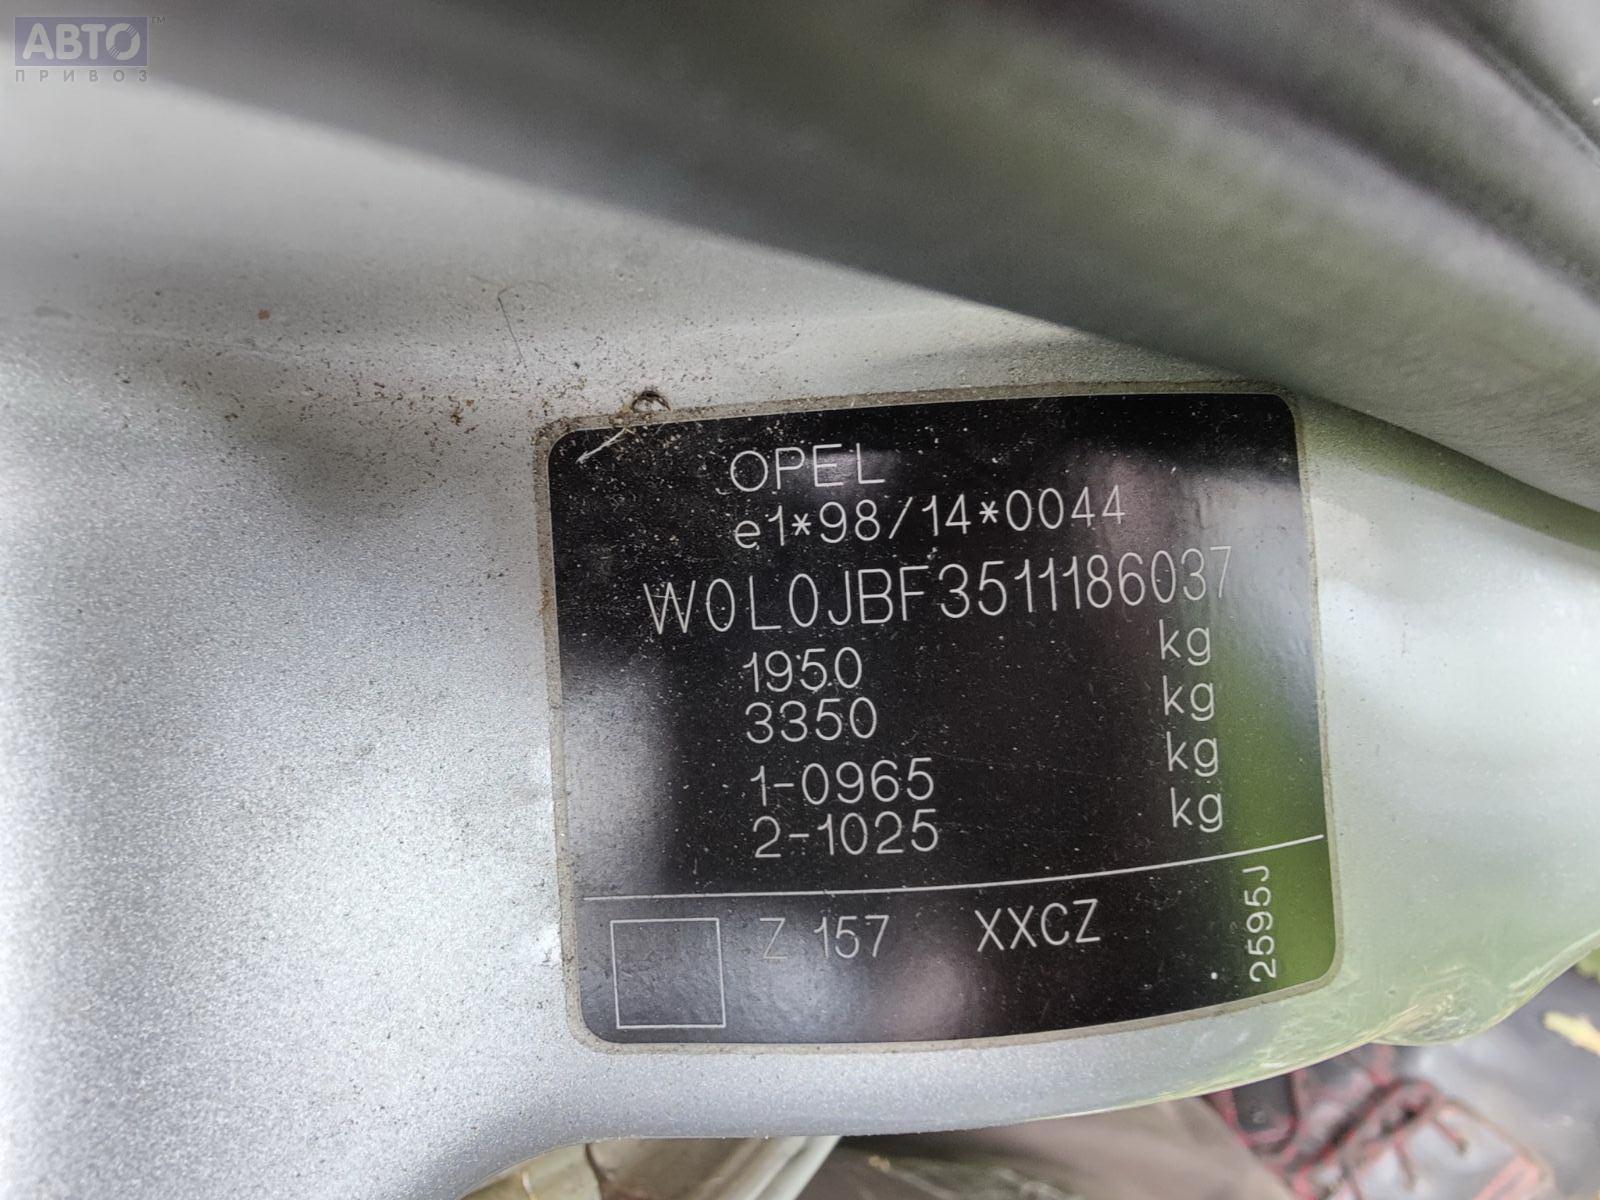 АВТО™
ПРИВОЗ
OPEL
e1*98/14*0044
W0L0JBF3511186037
1950 kg
3350 kg
1-0965 kg
2-1025 kg
Z 157 XXCZ
2595J